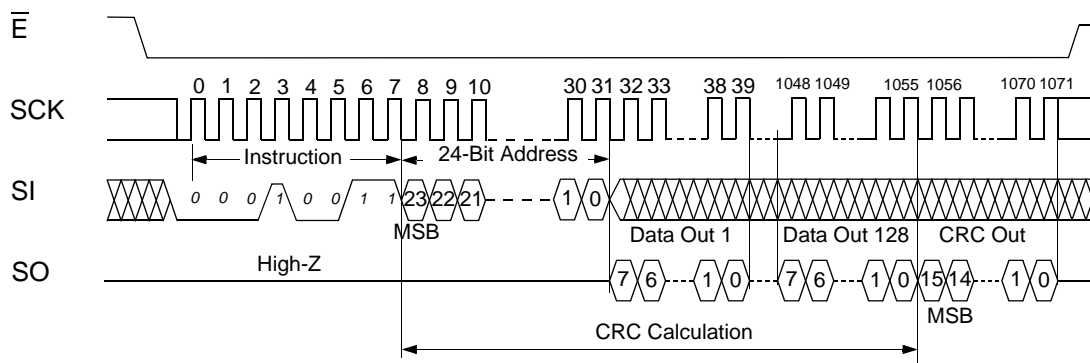 E
0 1 2 3 4 5 6 7 8 9 10 30 31 32 33 38 39 1048 1049 1055 1056 1070 1071
SCK
Instruction 24-Bit Address
SI 0 0 0 1 0 0 1 1 23 22 21 1 0
MSB Data Out 1 Data Out 128 CRC Out
High-Z
SO 7 6 1 0 7 6 1 0 15 14 1 0
MSB
CRC Calculation